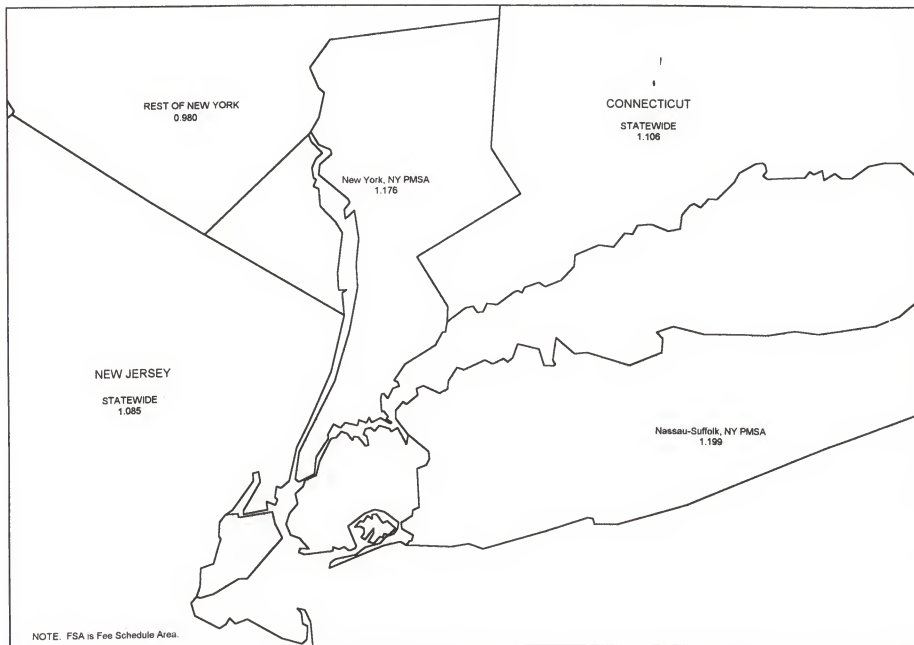 REST OF NEW YORK
0.980
CONNECTICUT
STATEWIDE
1.106
New York, NY PMSA
1.176
NEW JERSEY
STATEWIDE
1.085
Nassau-Suffolk, NY PMSA
1.199
NOTE. FSA is Fee Schedule Area.